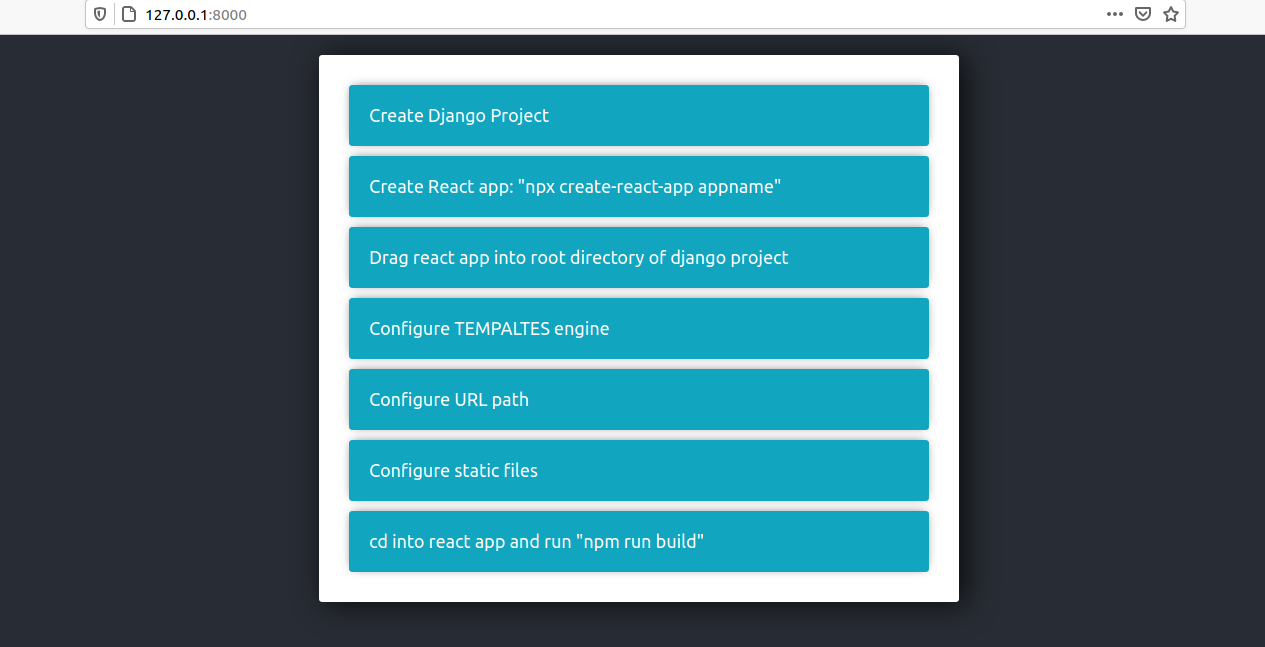 127.0.0.1:8000
Create Django Project
Create React app: "npx create-react-app appname"
Drag react app into root directory of django project
Configure TEMPALTES engine
Configure URL path
Configure static files
cd into react app and run "npm run build"